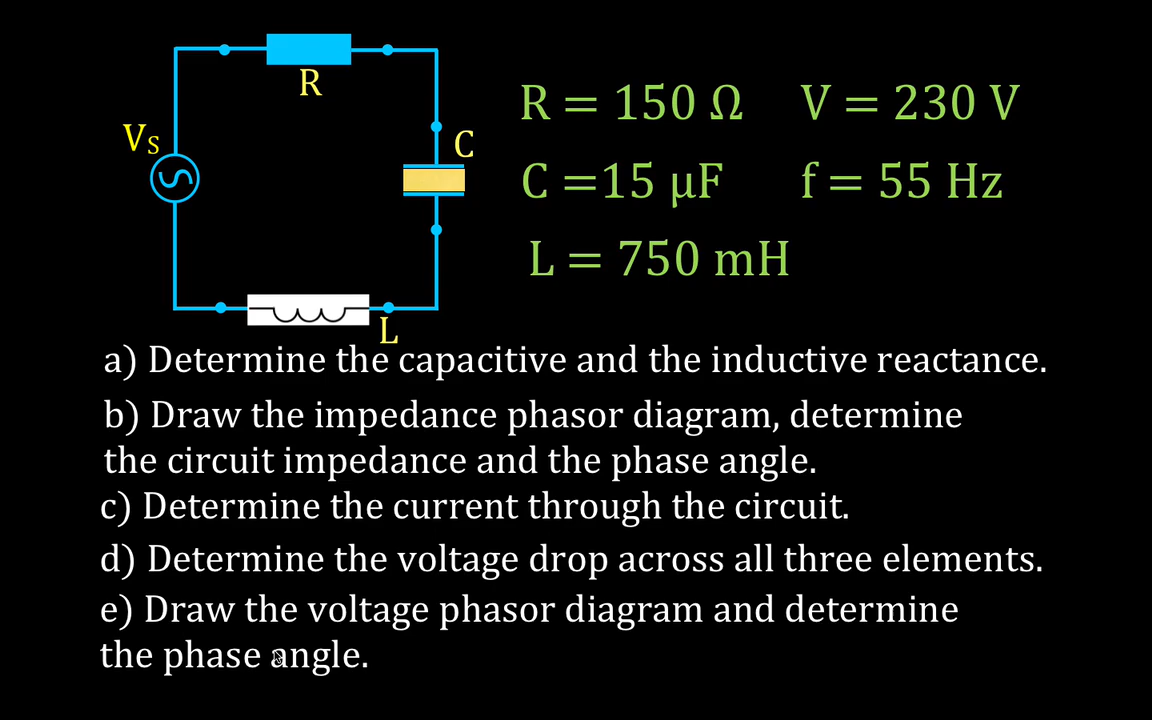 R
V_S
C
L
R = 150 Ω V = 230 V
C =15 μF f = 55 Hz
L = 750 mH
a) Determine the capacitive and the inductive reactance.
b) Draw the impedance phasor diagram, determine
the circuit impedance and the phase angle.
c) Determine the current through the circuit.
d) Determine the voltage drop across all three elements.
e) Draw the voltage phasor diagram and determine
the phase angle.